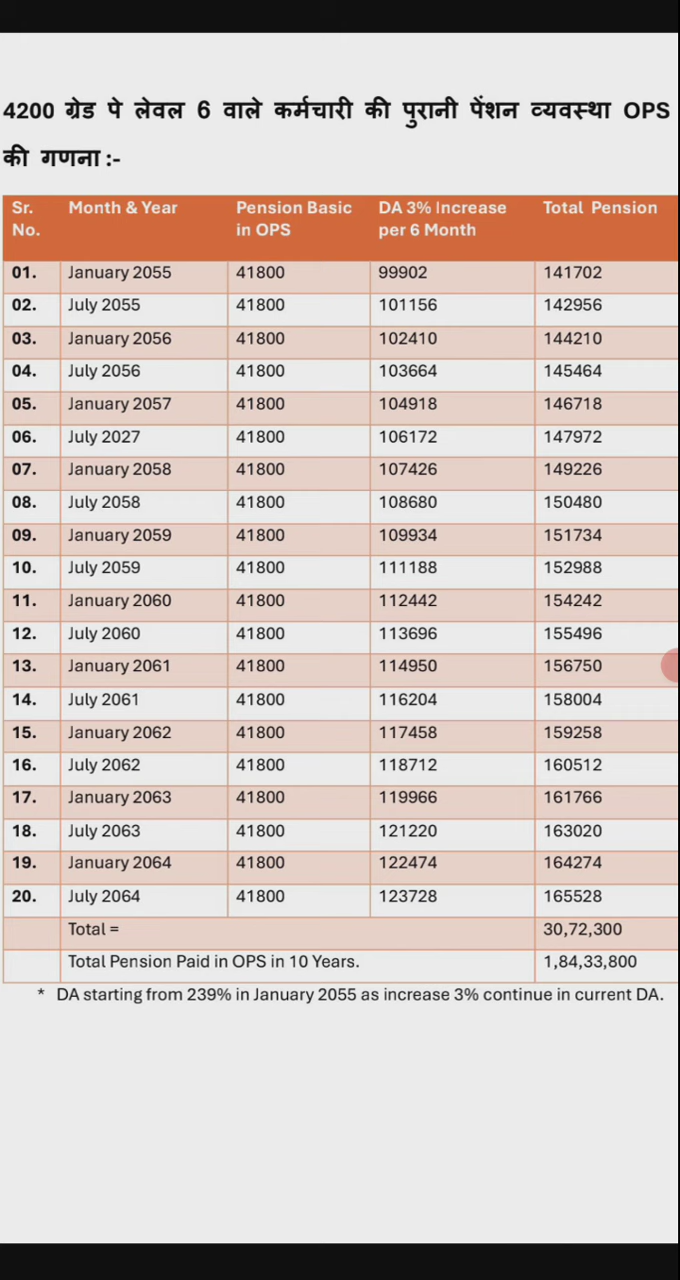 4200 ग्रेड पे लेवल 6 वाले कर्मचारी की पुरानी पेंशन व्यवस्था OPS
की गणना :-
Sr. No. Month & Year Pension Basic in OPS DA 3% Increase per 6 Month Total Pension
01. January 2055 41800 99902 141702
02. July 2055 41800 101156 142956
03. January 2056 41800 102410 144210
04. July 2056 41800 103664 145464
05. January 2057 41800 104918 146718
06. July 2027 41800 106172 147972
07. January 2058 41800 107426 149226
08. July 2058 41800 108680 150480
09. January 2059 41800 109934 151734
10. July 2059 41800 111188 152988
11. January 2060 41800 112442 154242
12. July 2060 41800 113696 155496
13. January 2061 41800 114950 156750
14. July 2061 41800 116204 158004
15. January 2062 41800 117458 159258
16. July 2062 41800 118712 160512
17. January 2063 41800 119966 161766
18. July 2063 41800 121220 163020
19. January 2064 41800 122474 164274
20. July 2064 41800 123728 165528
Total = 30,72,300
Total Pension Paid in OPS in 10 Years. 1,84,33,800
* DA starting from 239% in January 2055 as increase 3% continue in current DA.